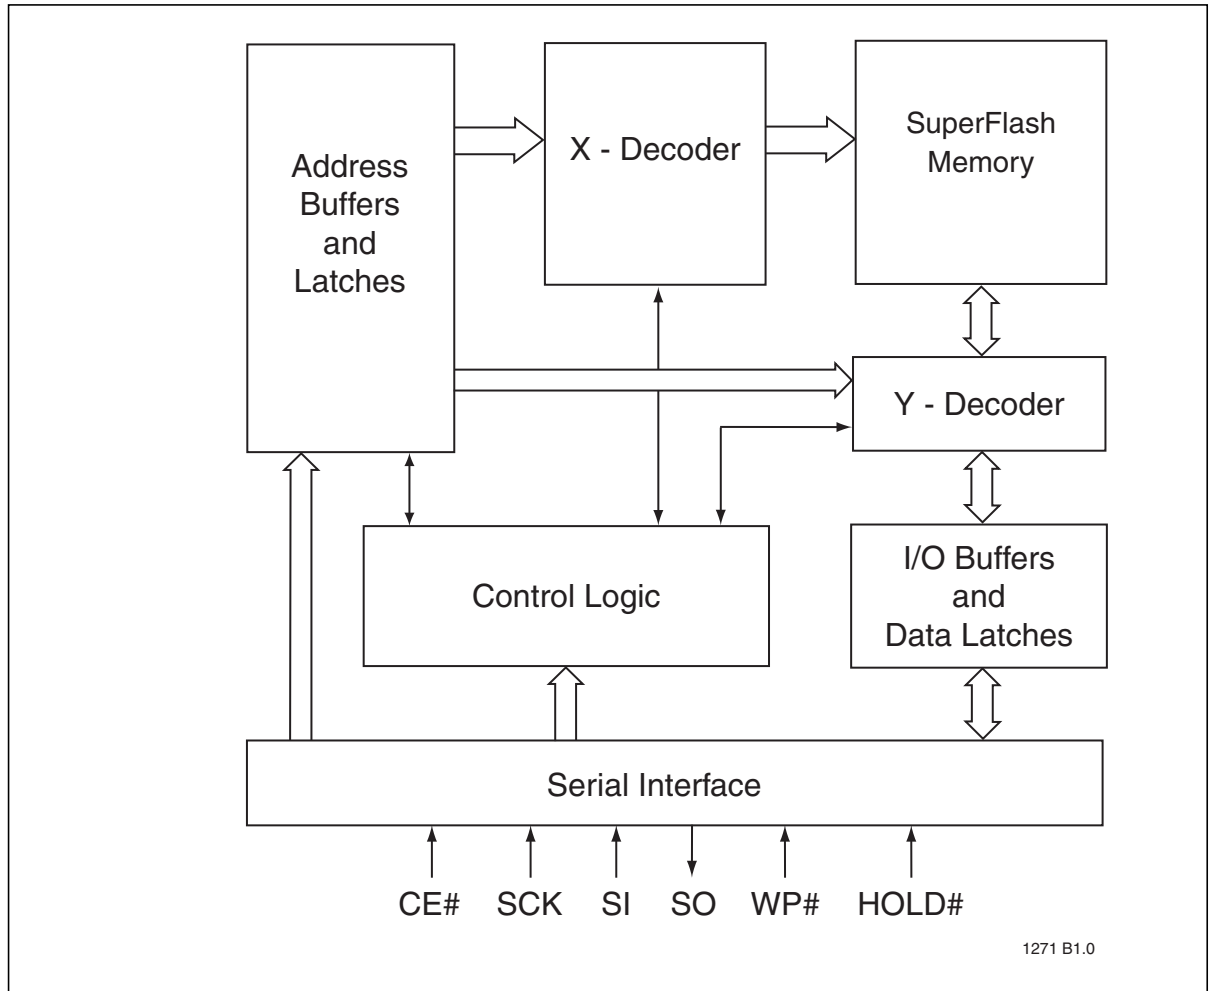 Address
Buffers
and
Latches
X - Decoder
SuperFlash
Memory
Y - Decoder
Control Logic
I/O Buffers
and
Data Latches
Serial Interface
CE# SCK SI SO WP# HOLD#
1271 B1.0